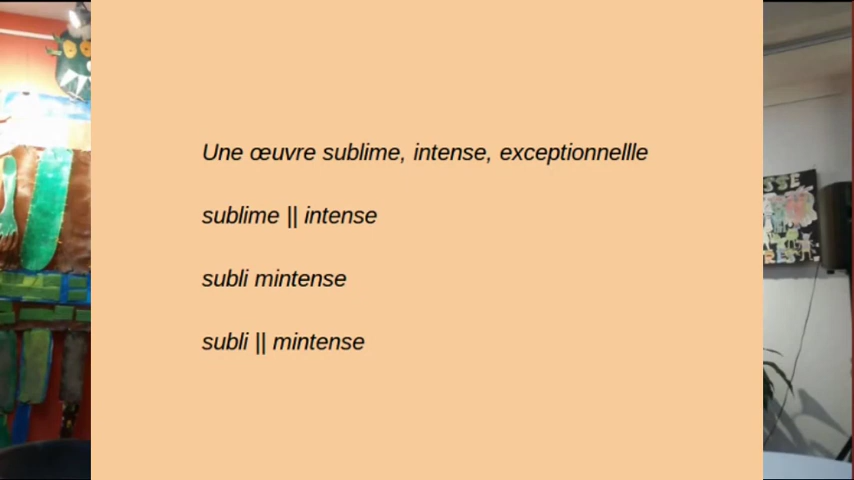 Une œuvre sublime, intense, exceptionnellle
sublime || intense
subli mintense
subli || mintense